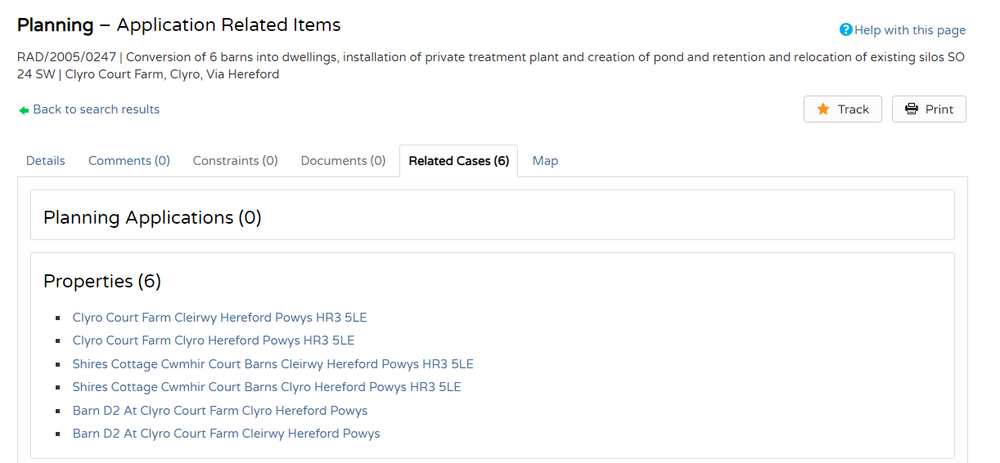 Planning – Application Related Items
Help with this page
RAD/2005/0247 | Conversion of 6 barns into dwellings, installation of private treatment plant and creation of pond and retention and relocation of existing silos SO
24 SW | Clyro Court Farm, Clyro, Via Hereford
Back to search results
Track
Print
Details
Comments (0)
Constraints (0)
Documents (0)
Related Cases (6)
Map
Planning Applications (0)
Properties (6)
Clyro Court Farm Cleirwy Hereford Powys HR3 5LE
Clyro Court Farm Clyro Hereford Powys HR3 5LE
Shires Cottage Cwmhir Court Barns Cleirwy Hereford Powys HR3 5LE
Shires Cottage Cwmhir Court Barns Clyro Hereford Powys HR3 5LE
Barn D2 At Clyro Court Farm Clyro Hereford Powys
Barn D2 At Clyro Court Farm Cleirwy Hereford Powys